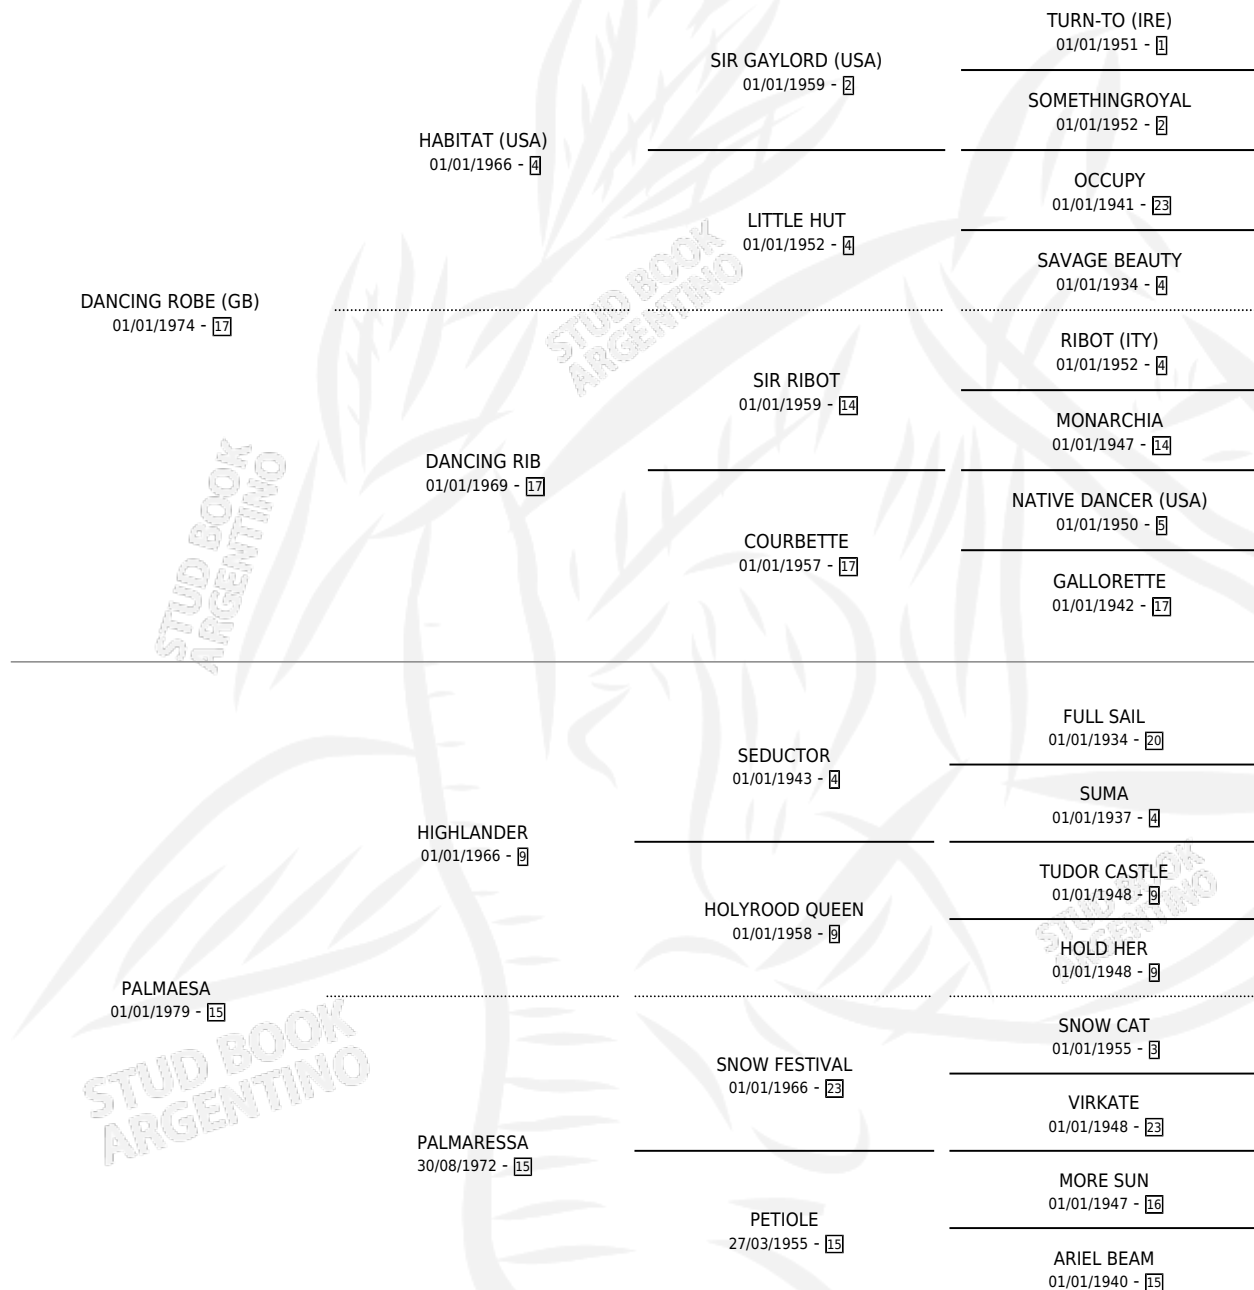 TURN-TO (IRE)
01/01/1951 - 1
SIR GAYLORD (USA)
01/01/1959 - 2
SOMETHINGROYAL
01/01/1952 - 2
HABITAT (USA)
01/01/1966 - 4
OCCUPY
01/01/1941 - 23
LITTLE HUT
01/01/1952 - 4
SAVAGE BEAUTY
01/01/1934 - 4
DANCING ROBE (GB)
01/01/1974 - 17
RIBOT (ITY)
01/01/1952 - 4
SIR RIBOT
01/01/1959 - 14
MONARCHIA
01/01/1947 - 14
DANCING RIB
01/01/1969 - 17
NATIVE DANCER (USA)
01/01/1950 - 5
COURBETTE
01/01/1957 - 17
GALLORETTE
01/01/1942 - 17
FULL SAIL
01/01/1934 - 20
SEDUCTOR
01/01/1943 - 4
SUMA
01/01/1937 - 4
HIGHLANDER
01/01/1966 - 9
TUDOR CASTLE
01/01/1948 - 9
HOLYROOD QUEEN
01/01/1958 - 9
HOLD HER
01/01/1948 - 9
PALMAESA
01/01/1979 - 15
SNOW CAT
01/01/1955 - 3
SNOW FESTIVAL
01/01/1966 - 23
VIRKATE
01/01/1948 - 23
PALMARESSA
30/08/1972 - 15
MORE SUN
01/01/1947 - 16
PETIOLE
27/03/1955 - 15
ARIEL BEAM
01/01/1940 - 15
STUD BOOK
ARGENTINO
STUD BOOK
ARGENTINO
STUD BOOK
ARGENTINO
STUD BOOK
ARGENTINO